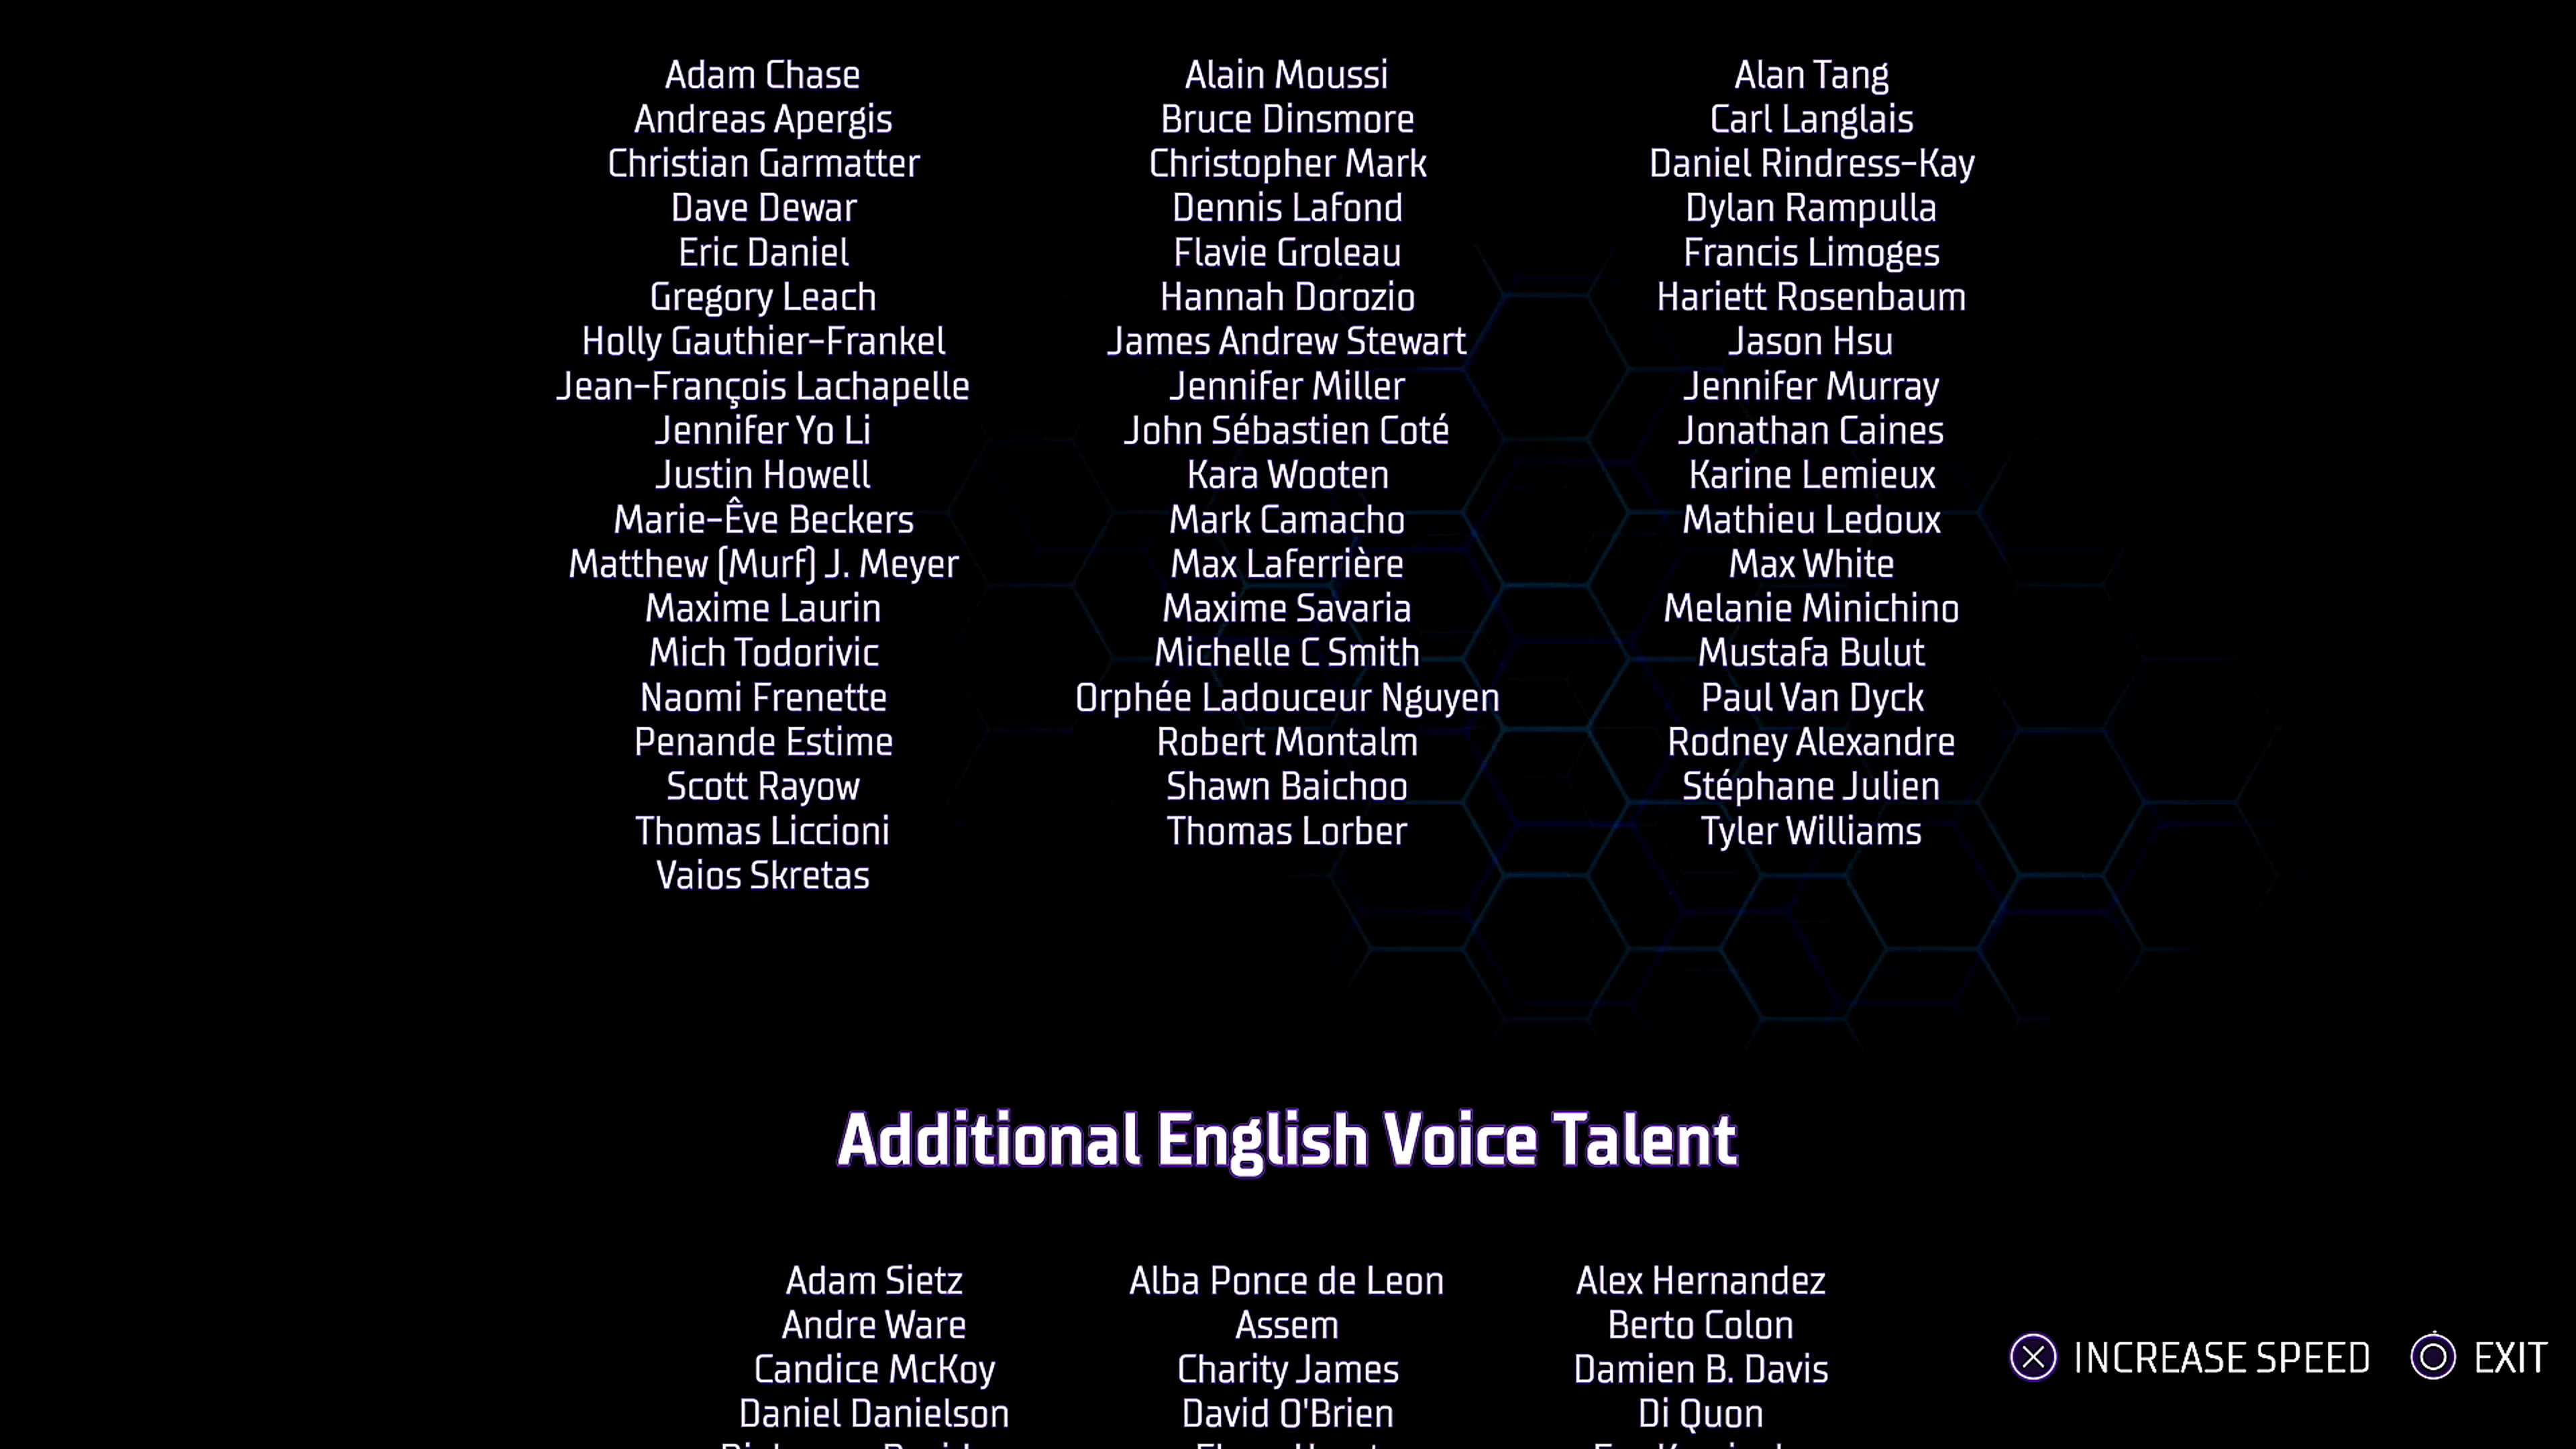 Adam Chase Alain Moussi Alan Tang
Andreas Apergis Bruce Dinsmore Carl Langlais
Christian Garmatter Christopher Mark Daniel Rindress-Kay
Dave Dewar Dennis Lafond Dylan Rampulla
Eric Daniel Flavie Groleau Francis Limoges
Gregory Leach Hannah Dorozio Hariett Rosenbaum
Holly Gauthier-Frankel James Andrew Stewart Jason Hsu
Jean-François Lachapelle Jennifer Miller Jennifer Murray
Jennifer Yo Li John Sébastien Coté Jonathan Caines
Justin Howell Kara Wooten Karine Lemieux
Marie-Êve Beckers Mark Camacho Mathieu Ledoux
Matthew (Murf) J. Meyer Max Laferrière Max White
Maxime Laurin Maxime Savaria Melanie Minichino
Mich Todorivic Michelle C Smith Mustafa Bulut
Naomi Frenette Orphée Ladouceur Nguyen Paul Van Dyck
Penande Estime Robert Montalm Rodney Alexandre
Scott Rayow Shawn Baichoo Stéphane Julien
Thomas Liccioni Thomas Lorber Tyler Williams
Vaios Skretas
Additional English Voice Talent
Adam Sietz Alba Ponce de Leon Alex Hernandez
Andre Ware Assem Berto Colon
Candice McKoy Charity James Damien B. Davis
Daniel Danielson David O'Brien Di Quon
INCREASE SPEED EXIT